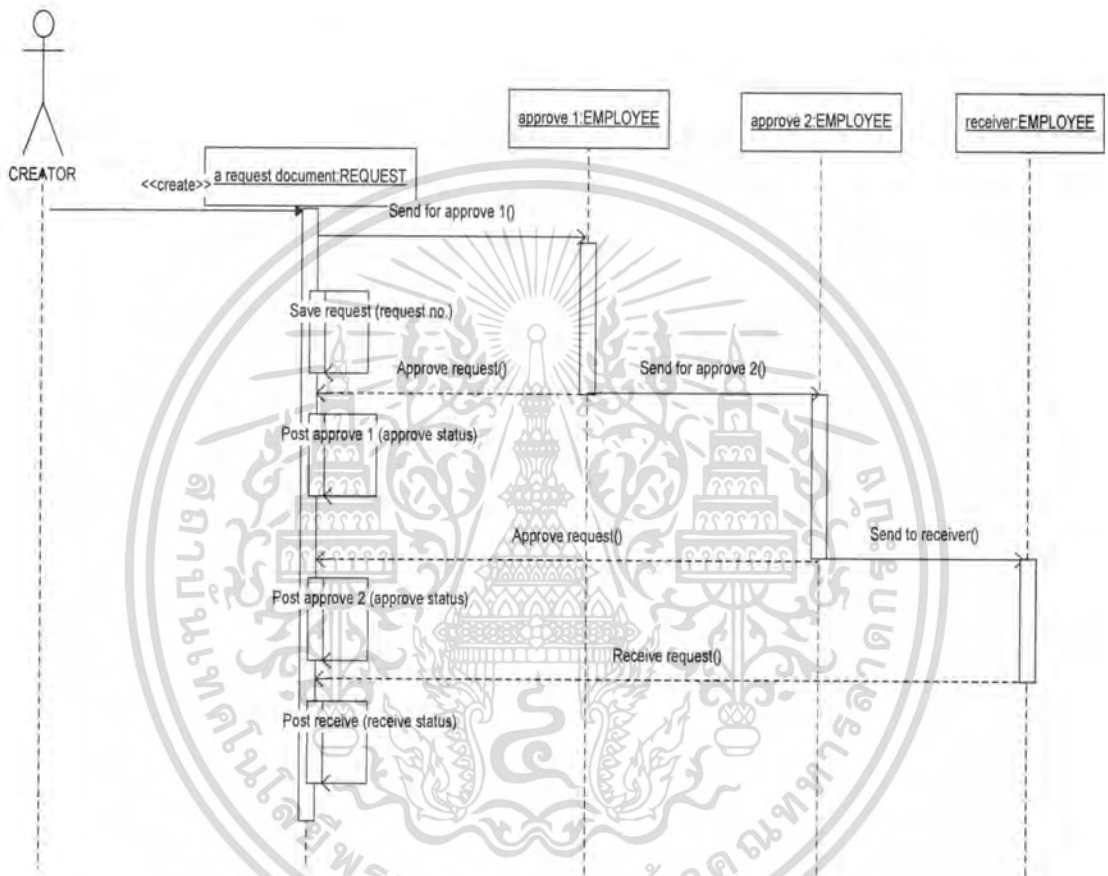 approve 1:EMPLOYEE
approve 2:EMPLOYEE
receiver:EMPLOYEE
CREATOR
<<create>>
a request document:REQUEST
Send for approve 1()
Save request (request no.)
Approve request()
Send for approve 2()
Post approve 1 (approve status)
Approve request()
Send to receiver()
Post approve 2 (approve status)
Receive request()
Post receive (receive status)